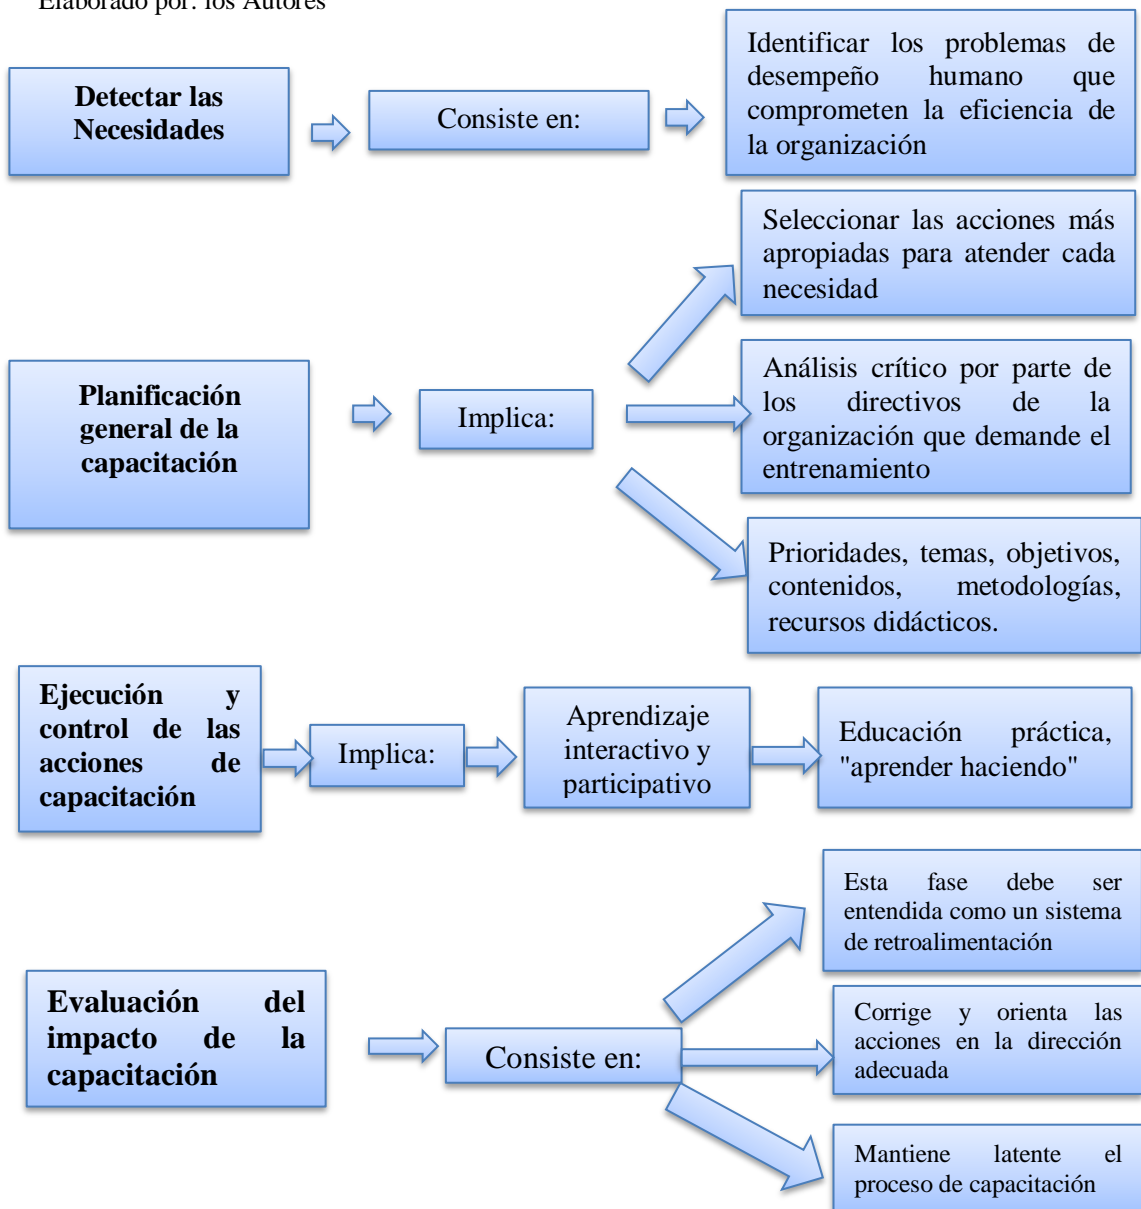 Elaborado por: los Autores
Detectar las
Necesidades
Consiste en:
Identificar los problemas de
desempeño humano que
comprometen la eficiencia de
la organización
Planificación
general de la
capacitación
Implica:
Seleccionar las acciones más
apropiadas para atender cada
necesidad
Análisis crítico por parte de
los directivos de la
organización que demande el
entrenamiento
Prioridades, temas, objetivos,
contenidos, metodologías,
recursos didácticos.
Ejecución y
control de las
acciones de
capacitación
Implica:
Aprendizaje
interactivo y
participativo
Educación práctica,
"aprender haciendo"
Evaluación del
impacto de la
capacitación
Consiste en:
Esta fase debe ser
entendida como un sistema
de retroalimentación
Corrige y orienta las
acciones en la dirección
adecuada
Mantiene latente el
proceso de capacitación